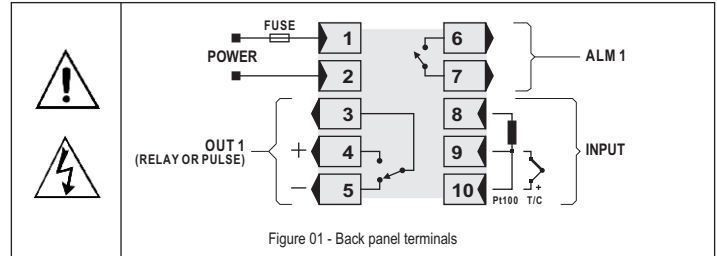 FUSE
POWER
1
2
3
4
5
+
−
OUT 1
(RELAY OR PULSE)
6
7
8
9
10
ALM 1
INPUT
+
Pt100 T/C
Figure 01 - Back panel terminals